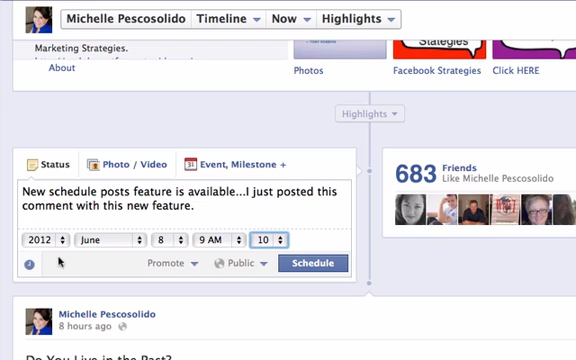 Michelle Pescosolido Timeline Now Highlights
Marketing Strategies.
About
Photos
Strategies
Facebook Strategies
Click HERE
Highlights
Status Photo / Video 31 Event, Milestone +
New schedule posts feature is available...I just posted this
comment with this new feature.
2012 June 8 9 AM 10
Promote Public Schedule
683 Friends
Like Michelle Pescosolido
Michelle Pescosolido
8 hours ago
Do You Live in the Past?